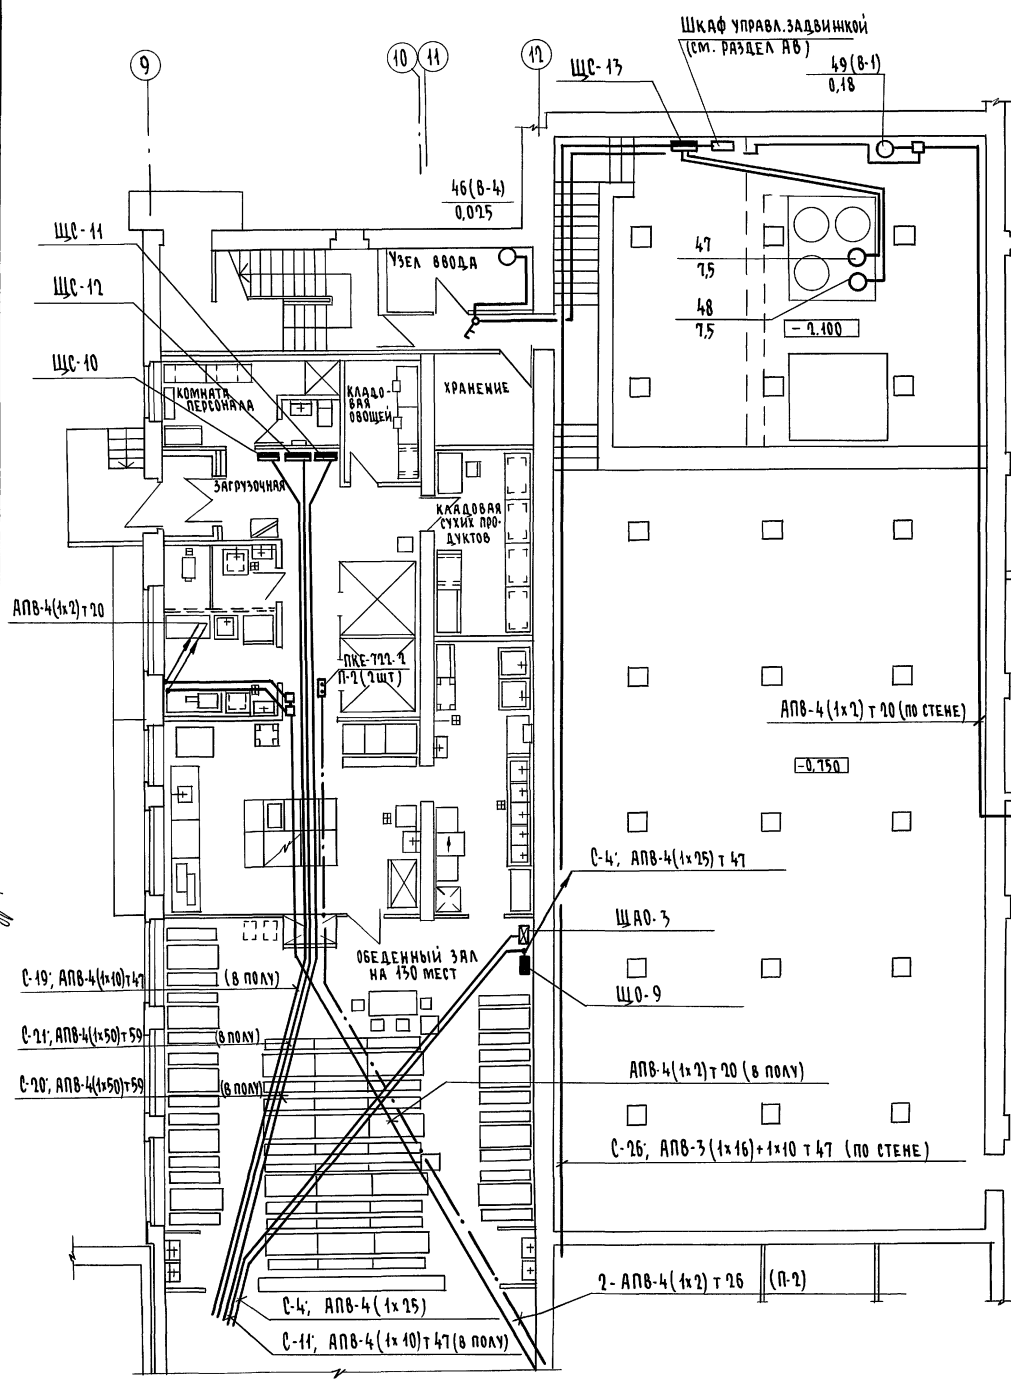 Шкаф управл. задвижкой
(см. раздел АВ)
9
10
11
12
ЩС-13
49(В-1)
0,18
46(В-4)
0,025
ЩС-11
Узел ввода
47
7,5
ЩС-12
48
7,5
-2.100
ЩС-10
Комната
персонала
Кладо-
вая
овощей
Хранение
Загрузочная
Кладовая
сухих про-
дуктов
АПВ-4(1х2)т20
ПКЕ-722-2
П-2(2шт)
АПВ-4(1х2) т 20 (по стене)
-0,750
С-4; АПВ-4(1х25) т 47
ЩАО-3
Обеденный зал
на 130 мест
С-19; АПВ-4(1х10)т47
(в полу)
ЩО-9
С-21; АПВ-4(1х50)т59
(в полу)
АПВ-4(1х2)т20 (в полу)
С-20; АПВ-4(1х50)т59
(в полу)
С-26; АПВ-3(1х16)+1х10 т47 (по стене)
2-АПВ-4(1х2) т 26 (П-2)
С-4; АПВ-4(1х25)
С-11; АПВ-4(1х10)т47(в полу)